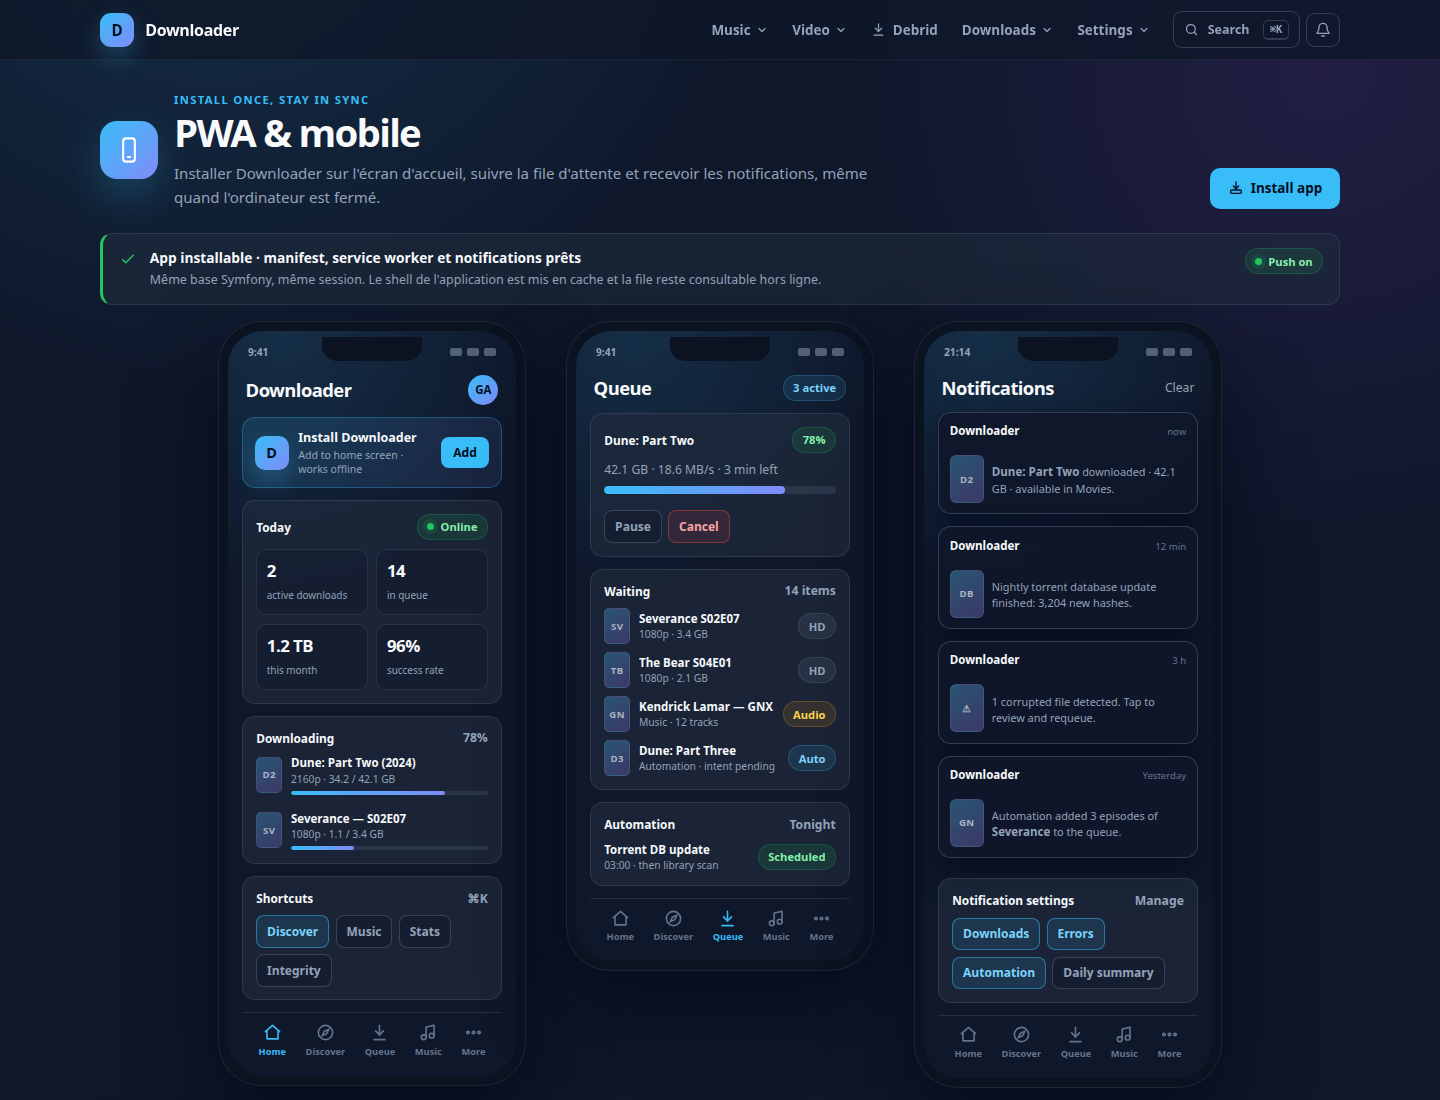 D Downloader Music Video Debrid Downloads Settings Search ⌘K
INSTALL ONCE, STAY IN SYNC
PWA & mobile
Installer Downloader sur l'écran d'accueil, suivre la file d'attente et recevoir les notifications, même
quand l'ordinateur est fermé.
Install app
App installable · manifest, service worker et notifications prêts
Même base Symfony, même session. Le shell de l'application est mis en cache et la file reste consultable hors ligne.
Push on
9:41
Downloader GA
D
Install Downloader
Add to home screen ·
works offline
Add
Today Online
2
active downloads
14
in queue
1.2 TB
this month
96%
success rate
Downloading 78%
D2
Dune: Part Two (2024)
2160p · 34.2 / 42.1 GB
SV
Severance — S02E07
1080p · 1.1 / 3.4 GB
Shortcuts ⌘K
Discover Music Stats
Integrity
Home Discover Queue Music More
9:41
Queue 3 active
Dune: Part Two 78%
42.1 GB · 18.6 MB/s · 3 min left
Pause Cancel
Waiting 14 items
SV
Severance S02E07
1080p · 3.4 GB
HD
TB
The Bear S04E01
1080p · 2.1 GB
HD
GN
Kendrick Lamar — GNX
Music · 12 tracks
Audio
D3
Dune: Part Three
Automation · intent pending
Auto
Automation Tonight
Torrent DB update
03:00 · then library scan
Scheduled
Home Discover Queue Music More
21:14
Notifications Clear
Downloader now
D2
Dune: Part Two downloaded · 42.1
GB · available in Movies.
Downloader 12 min
DB
Nightly torrent database update
finished: 3,204 new hashes.
Downloader 3 h
⚠
1 corrupted file detected. Tap to
review and requeue.
Downloader Yesterday
GN
Automation added 3 episodes of
Severance to the queue.
Notification settings Manage
Downloads Errors
Automation Daily summary
Home Discover Queue Music More